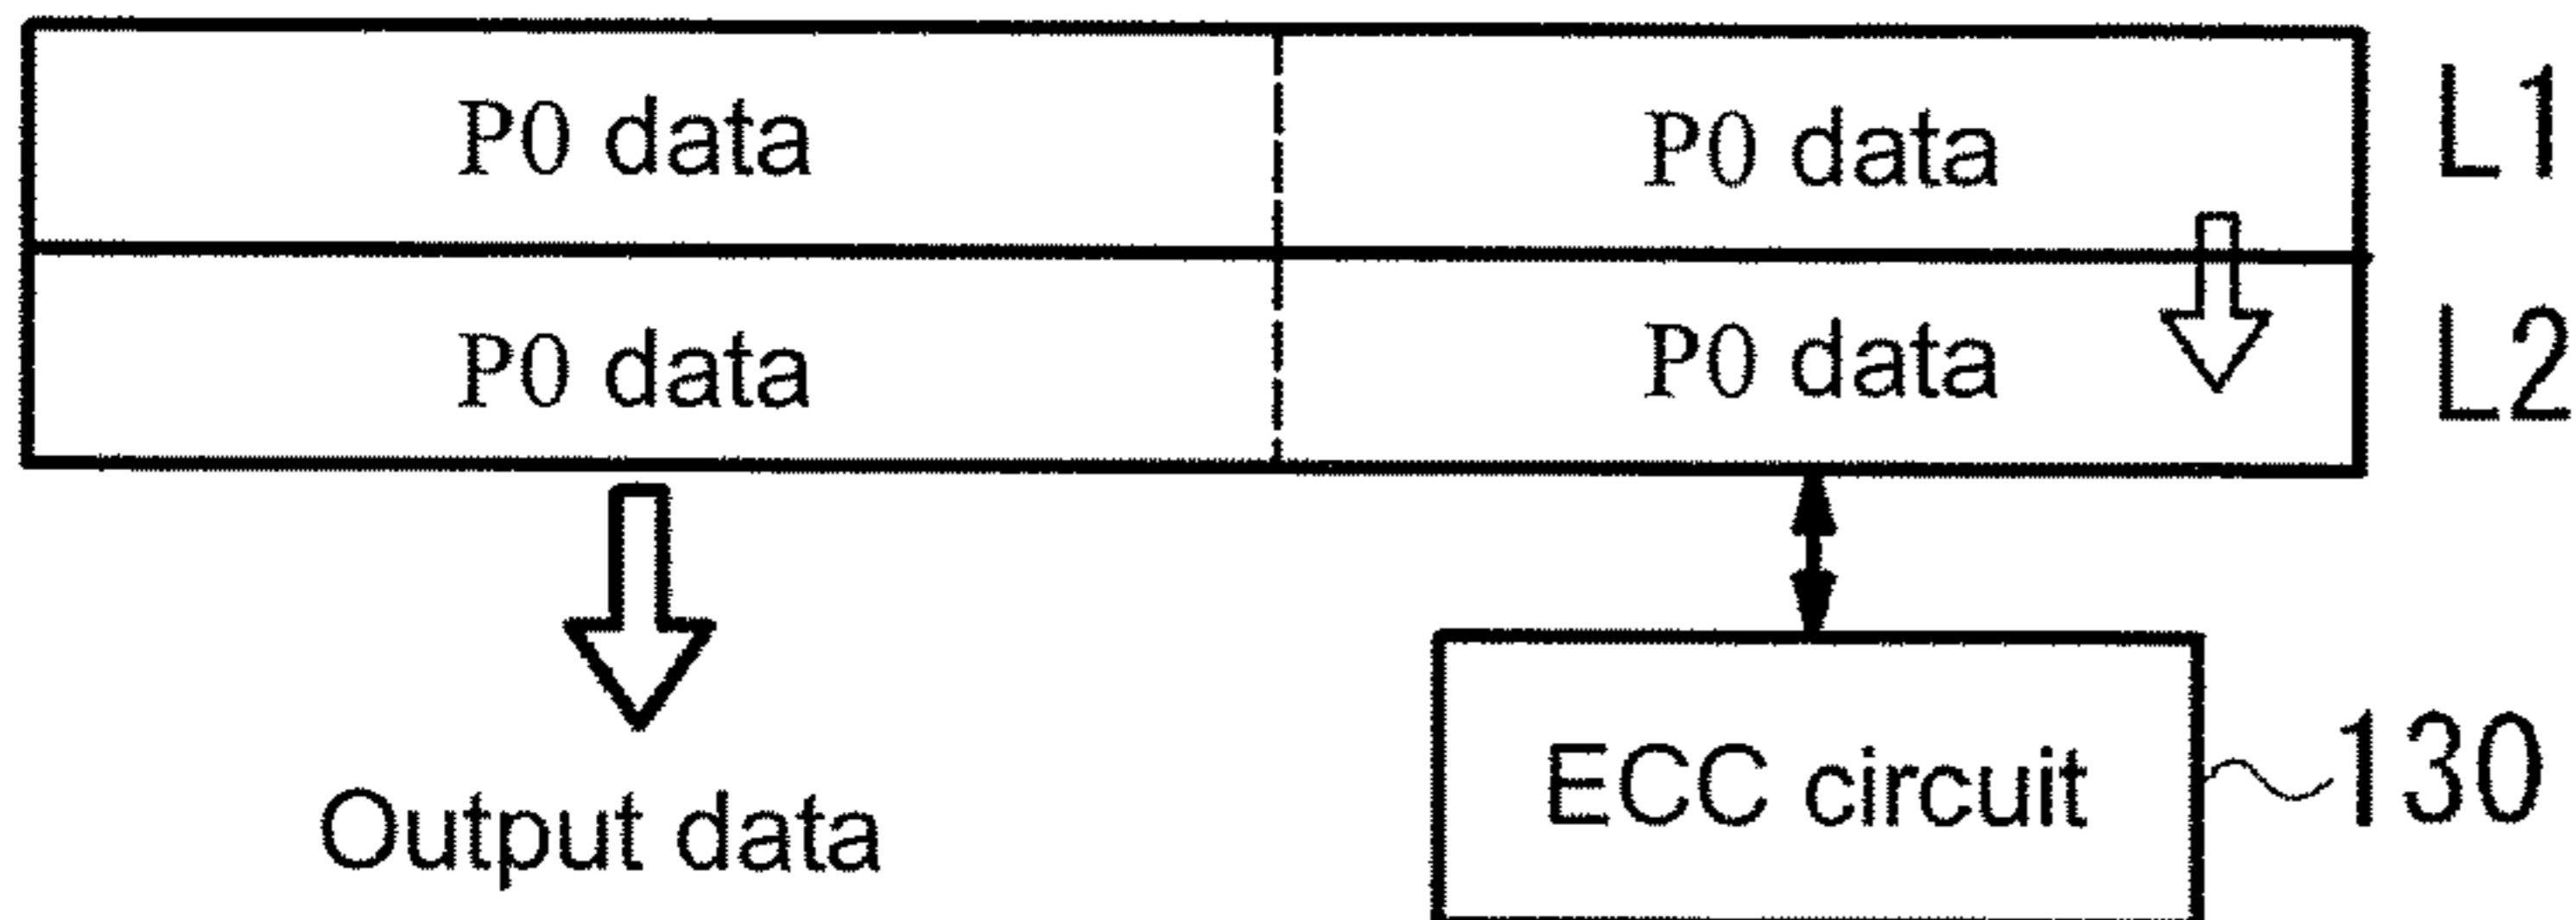 P0 data P0 data L1
P0 data P0 data L2
Output data
ECC circuit 130